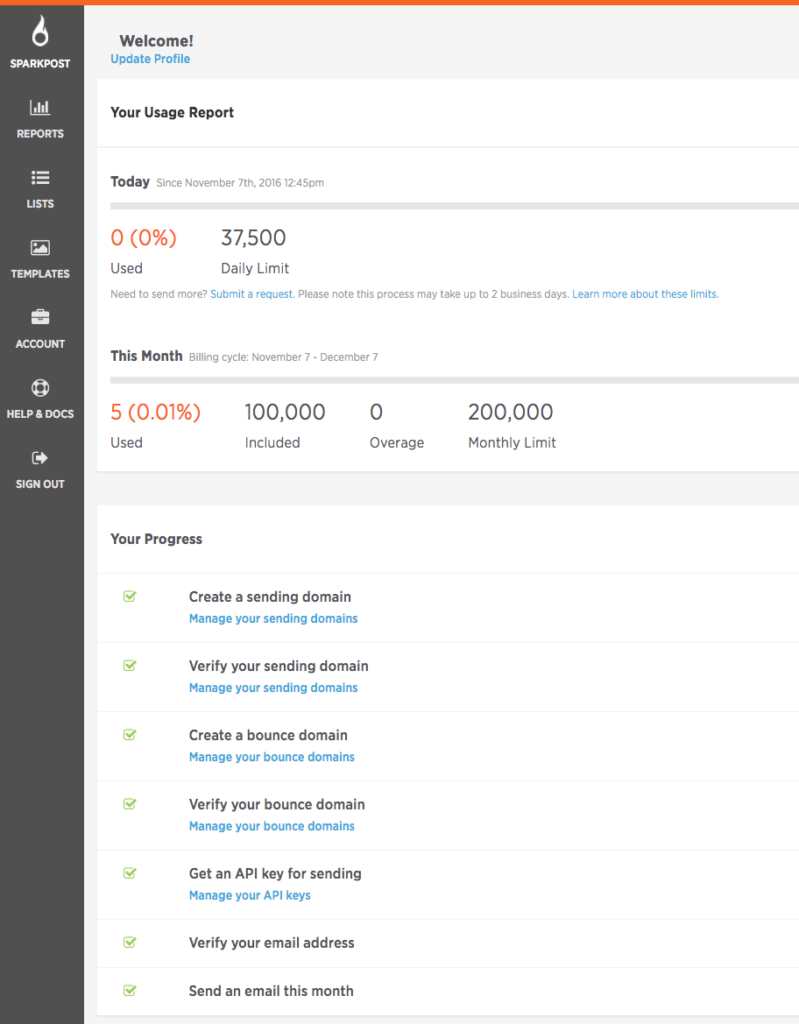 SPARKPOST
REPORTS
LISTS
TEMPLATES
ACCOUNT
HELP & DOCS
SIGN OUT
Welcome!
Update Profile
Your Usage Report
Today Since November 7th, 2016 12:45pm
0 (0%) 37,500
Used Daily Limit
Need to send more? Submit a request. Please note this process may take up to 2 business days. Learn more about these limits.
This Month Billing cycle: November 7 - December 7
5 (0.01%) 100,000 0 200,000
Used Included Overage Monthly Limit
Your Progress
Create a sending domain
Manage your sending domains
Verify your sending domain
Manage your sending domains
Create a bounce domain
Manage your bounce domains
Verify your bounce domain
Manage your bounce domains
Get an API key for sending
Manage your API keys
Verify your email address
Send an email this month